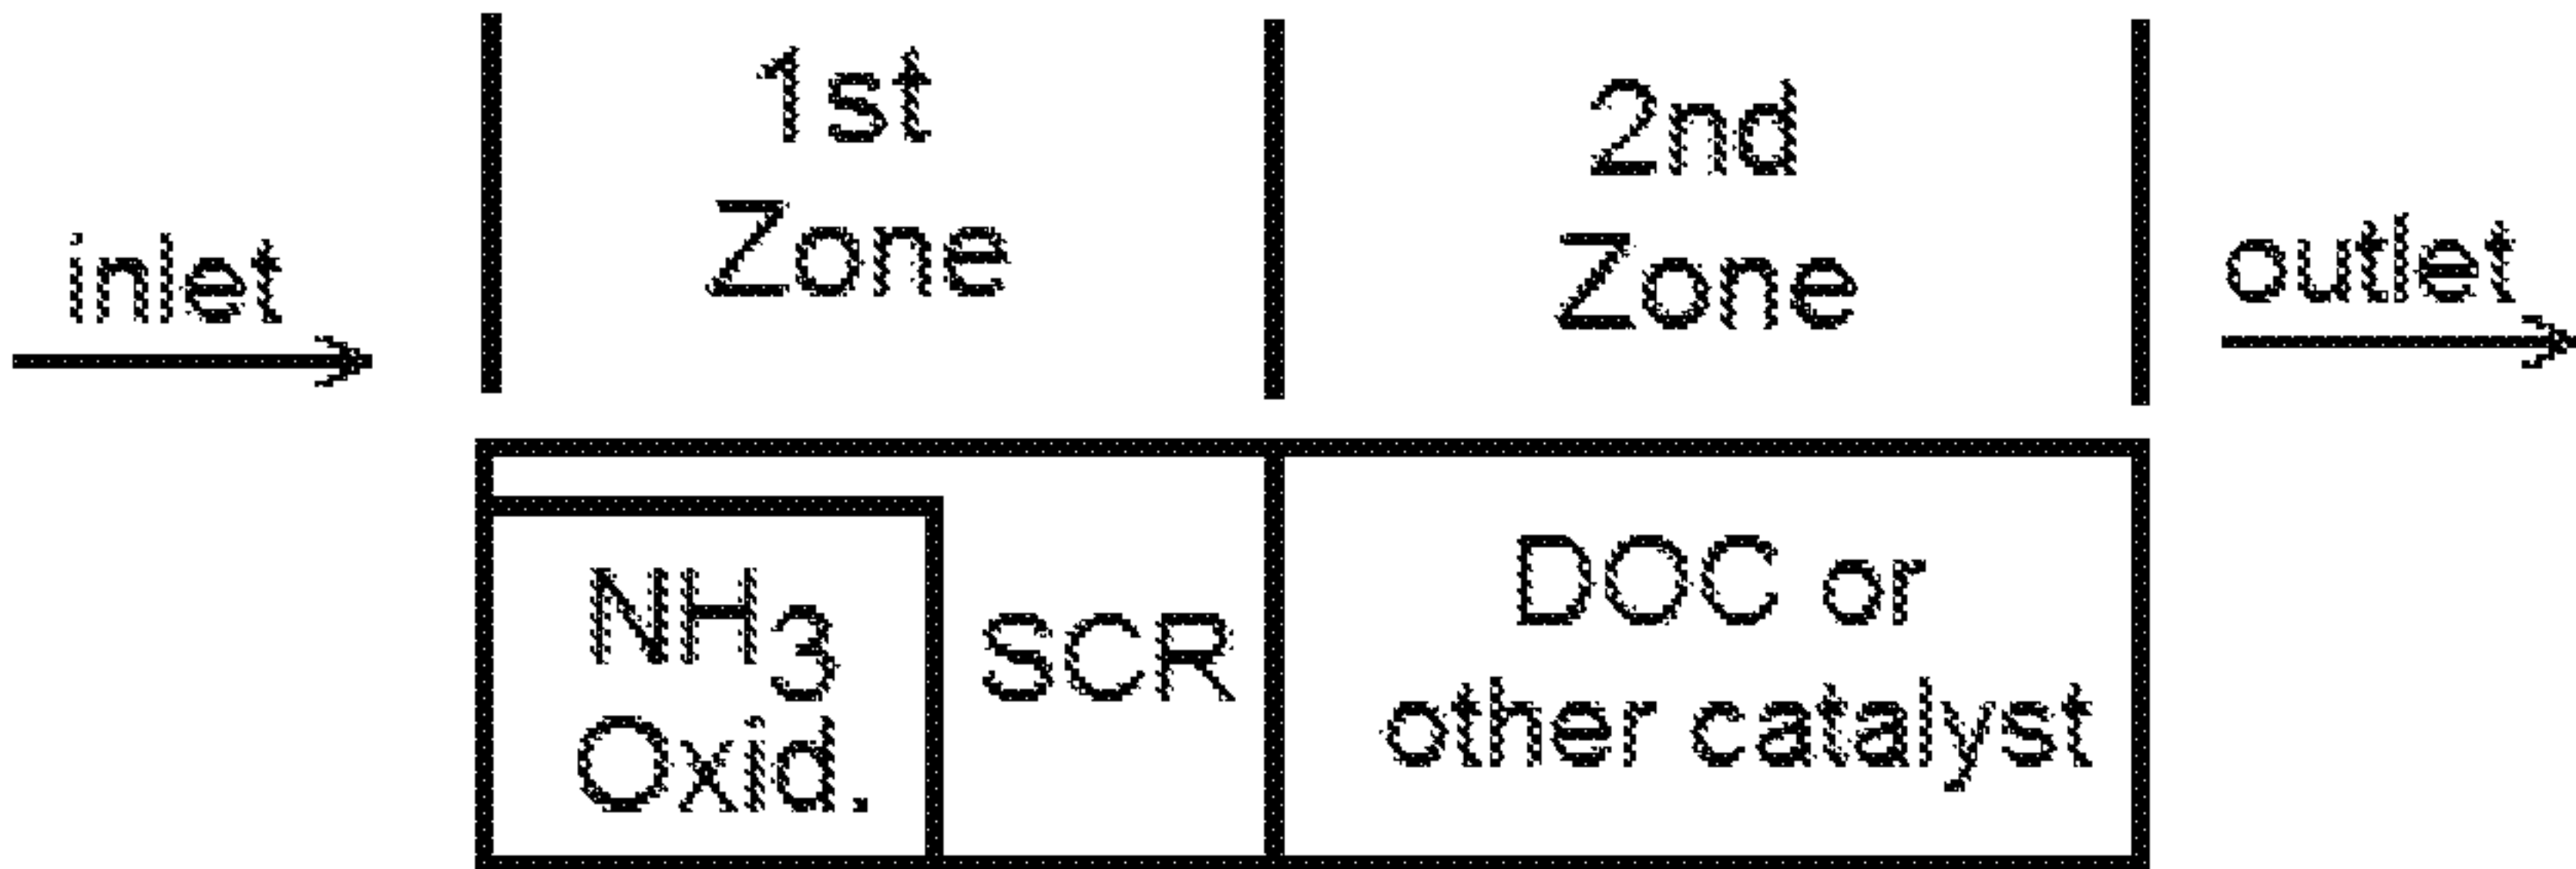 inlet
1st
Zone
2nd
Zone
outlet
NH3
Oxid.
SCR
DOC or
other catalyst